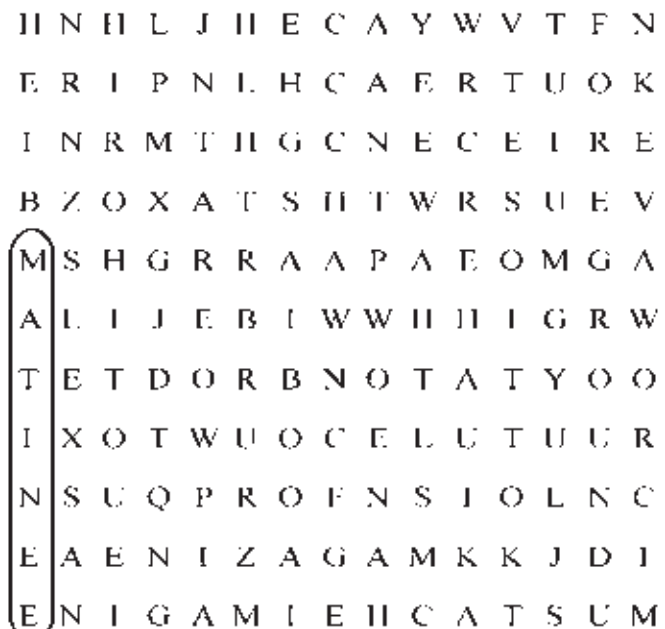 H N H L J H E C A Y W V T F N
E R I P N L H C A E R T U O K
I N R M T H G C N E C E I R E
B Z O X A T S H T W R S U E V
M S H G R R A A P A E O M G A
A L I J E B I W W H H I G R W
T E T D O R B N O T A T Y O O
I X O T W U O C E L U T U U R
N S U Q P R O F N S I O L N C
E A E N I Z A G A M K K J D I
E N I G A M I E H C A T S U M